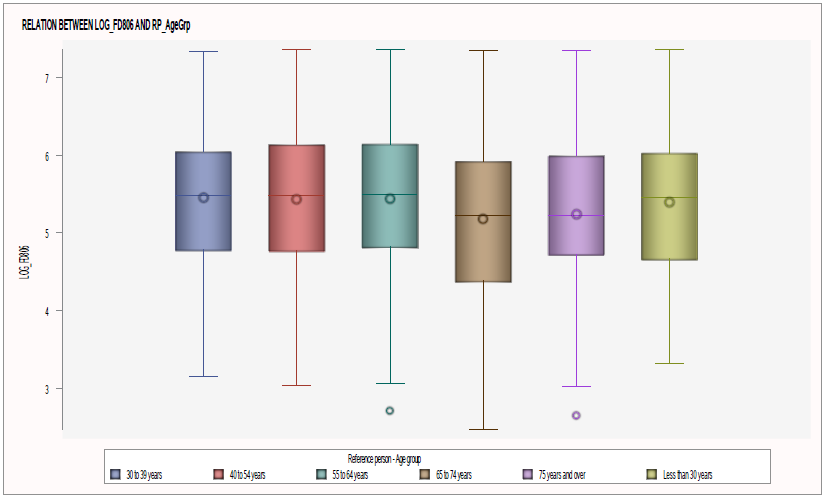 RELATION BETWEEN LOG_FD806 AND RP_AgeGrp
7
6
5
4
3
LOG_FD806
Reference person - Age group
30 to 39 years
40 to 54 years
55 to 64 years
65 to 74 years
75 years and over
Less than 30 years